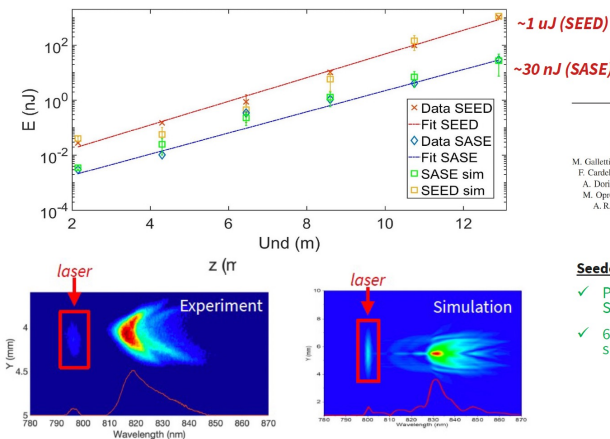 ~1 uJ (SEED)
~30 nJ (SASE)
10^2
10^0
10^-2
10^-4
E (nJ)
Data SEED
Fit SEED
Data SASE
Fit SASE
SASE sim
SEED sim
2 4 6 8 10 12
Und (m)
M. Galletti
F. Cardel
A. Dori
M. Opr
A. R.
z (m
laser
Experiment
4
4.5
5
Y (mm)
770 780 790 800 810 820 830 840 850 860
Wavelength (nm)
laser
Simulation
10
8
6
4
2
Y (mm)
780 790 800 810 820 830 840 850 860 870
Wavelength (nm)
Seede
✓ P
S
✓ 6
s